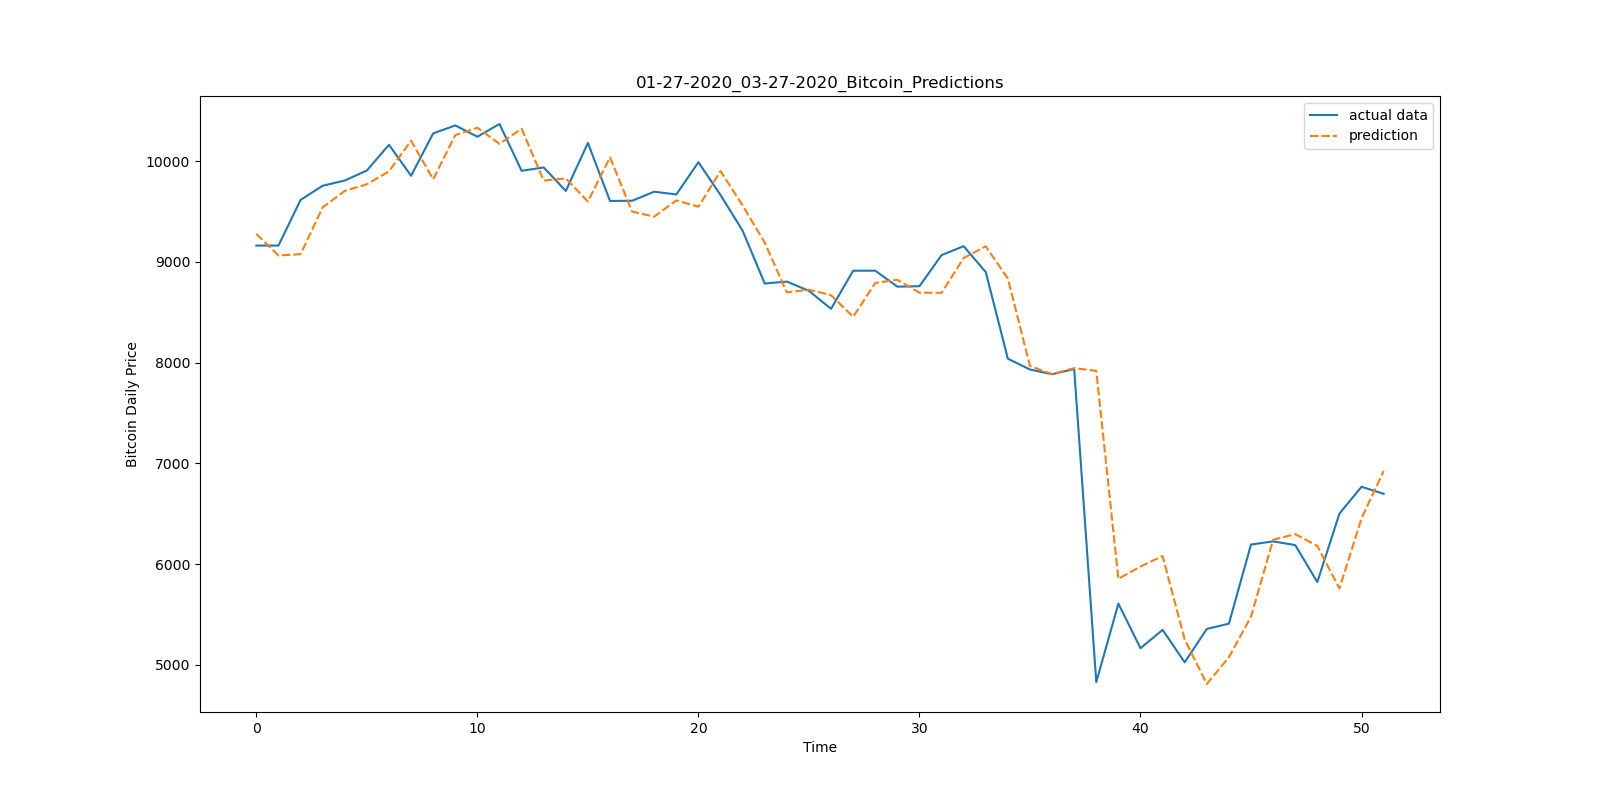 01-27-2020_03-27-2020_Bitcoin_Predictions
actual data
prediction
Bitcoin Daily Price
10000
9000
8000
7000
6000
5000
0 10 20 30 40 50
Time